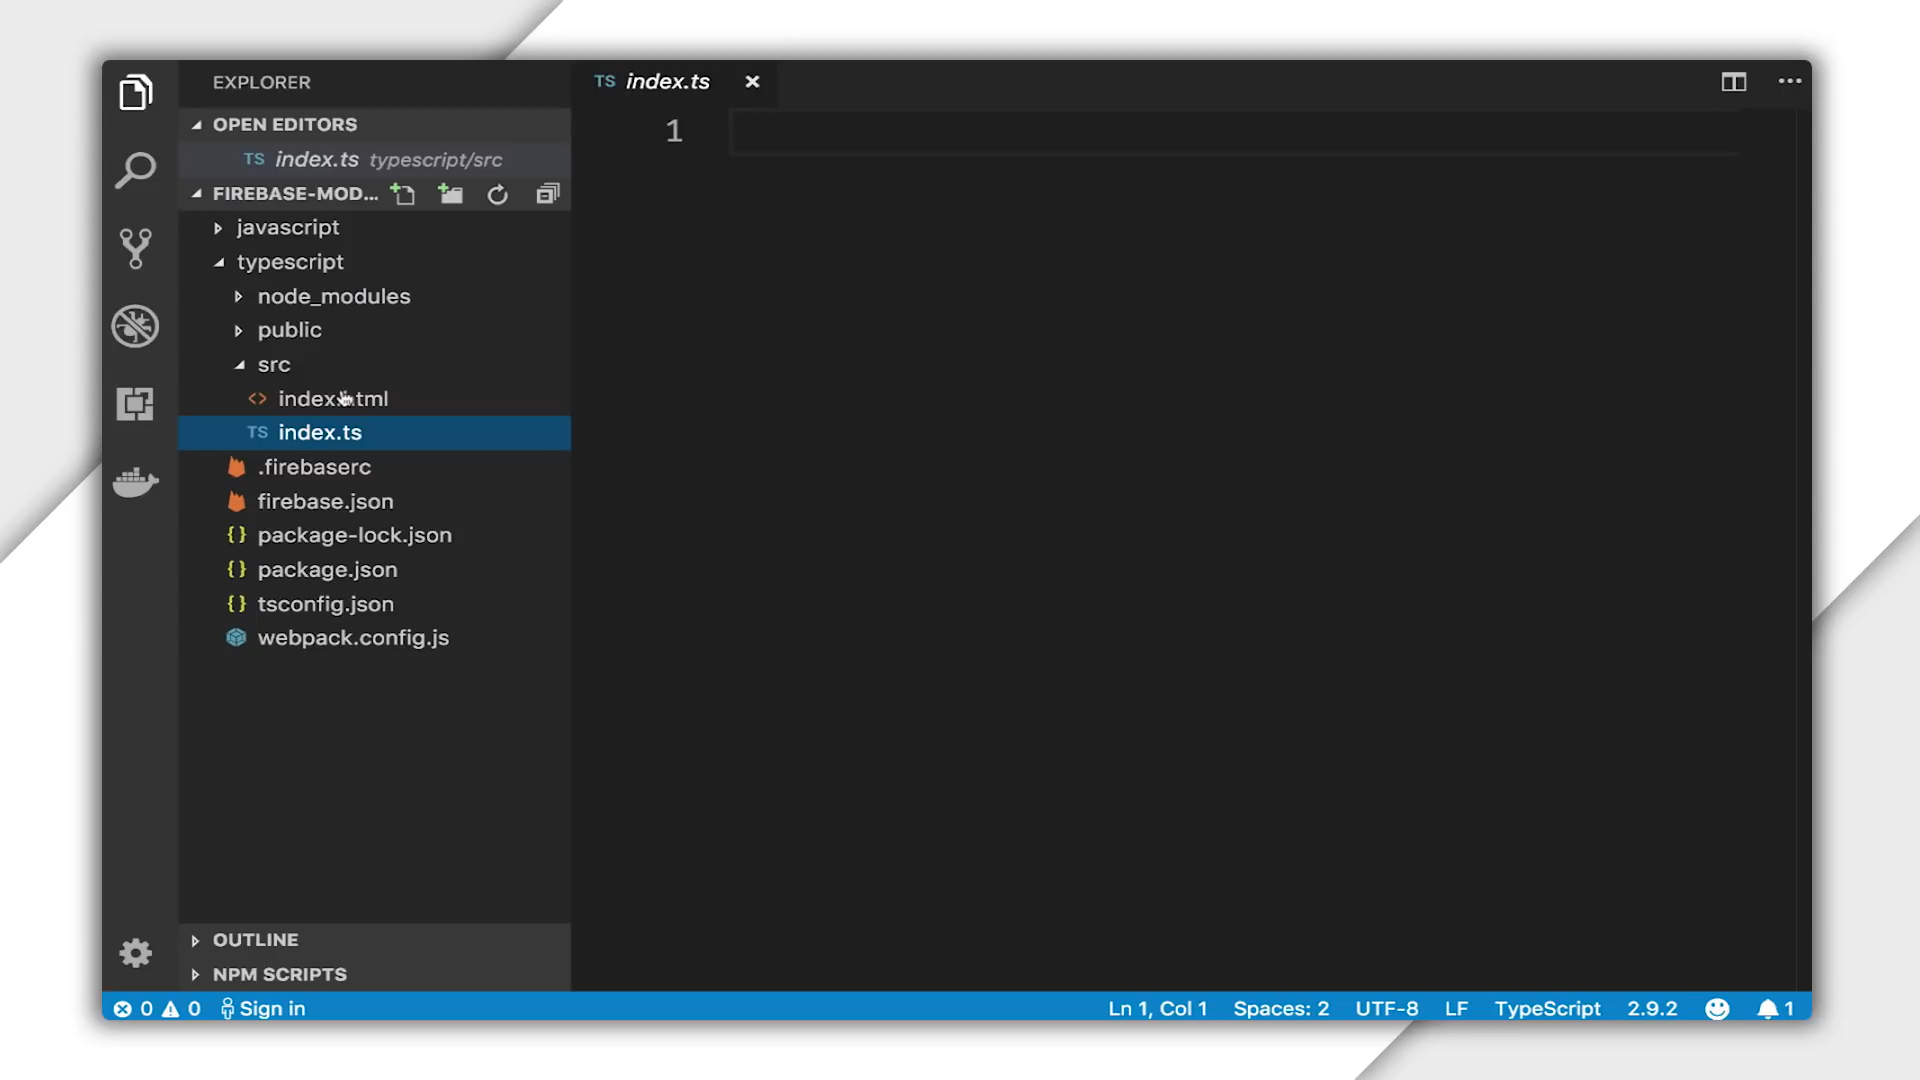 EXPLORER
TS index.ts
OPEN EDITORS
TS index.ts typescript/src
FIREBASE-MOD...
1
javascript
typescript
node_modules
public
src
<> index.html
TS index.ts
.firebaserc
firebase.json
{} package-lock.json
{} package.json
{} tsconfig.json
webpack.config.js
OUTLINE
NPM SCRIPTS
0 0 Sign in
Ln 1, Col 1 Spaces: 2 UTF-8 LF TypeScript 2.9.2 1